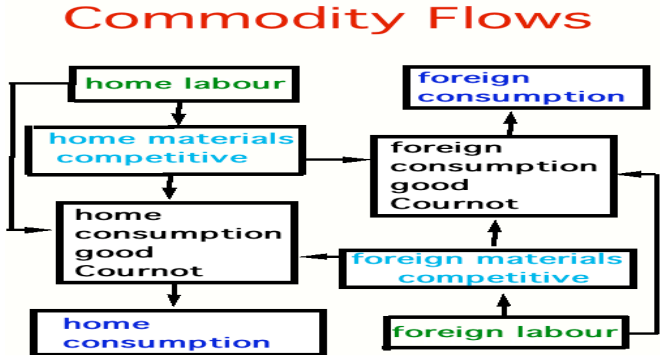 Commodity Flows
home labour
home materials
competitive
home
consumption
good
Cournot
home
consumption
foreign
consumption
foreign
consumption
good
Cournot
foreign materials
competitive
foreign labour